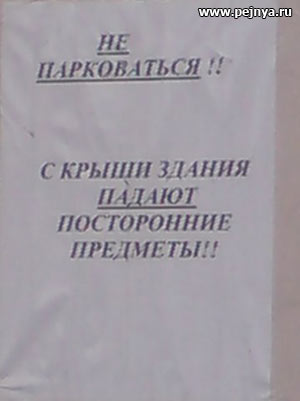 www.pejnya.ru
НЕ
ПАРКОВАТЬСЯ !!
С КРЫШИ ЗДАНИЯ
ПАДАЮТ
ПОСТОРОННИЕ
ПРЕДМЕТЫ!!